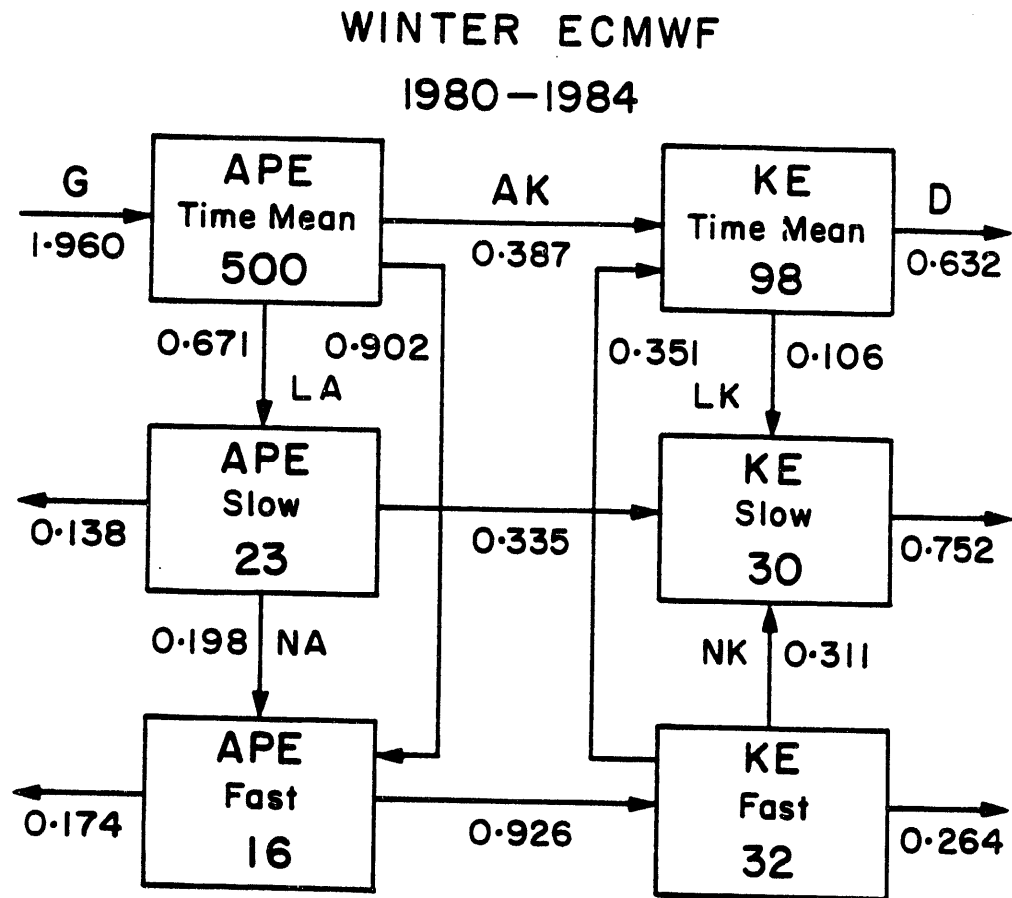 WINTER ECMWF
1980-1984
G
1·960
APE
Time Mean
500
AK
0·387
KE
Time Mean
98
D
0·632
0·671
0·902
LA
0·351
0·106
LK
APE
Slow
23
0·138
0·335
KE
Slow
30
0·752
0·198
NA
NK
0·311
APE
Fast
16
0·174
0·926
KE
Fast
32
0·264